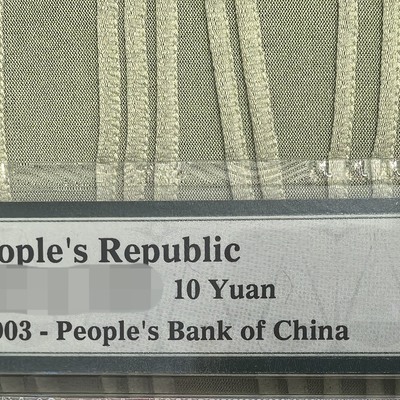 ople's Republic
10 Yuan
003 - People's Bank of China